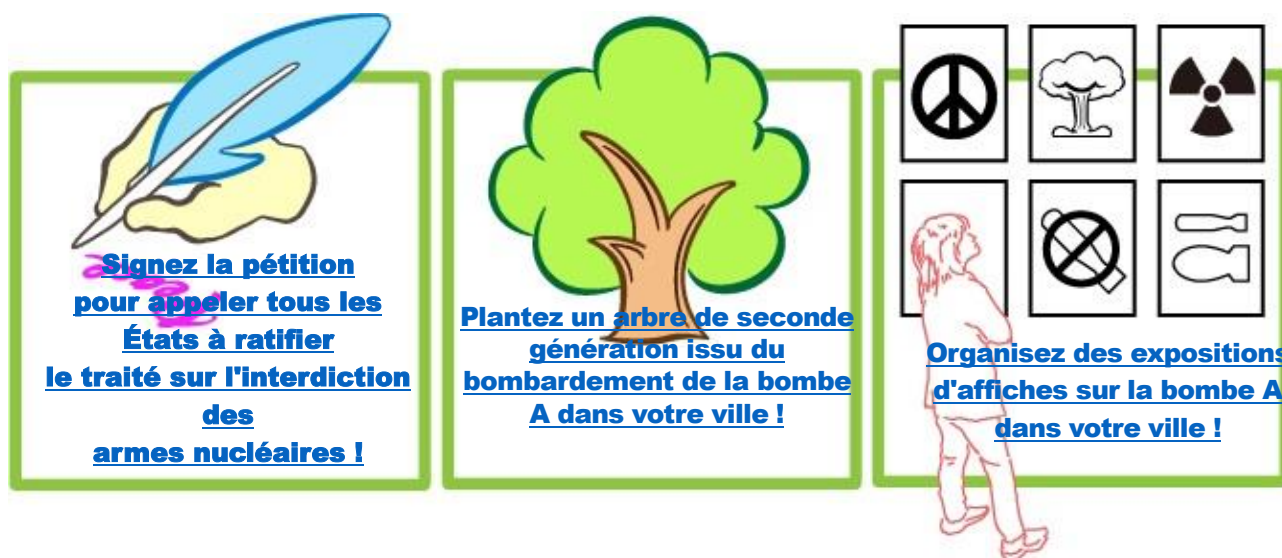 Signez la pétition
pour appeler tous les
États à ratifier
le traité sur l'interdiction
des
armes nucléaires !
Plantez un arbre de seconde
génération issu du
bombardement de la bombe
A dans votre ville !
Organisez des expositions
d'affiches sur la bombe A
dans votre ville !